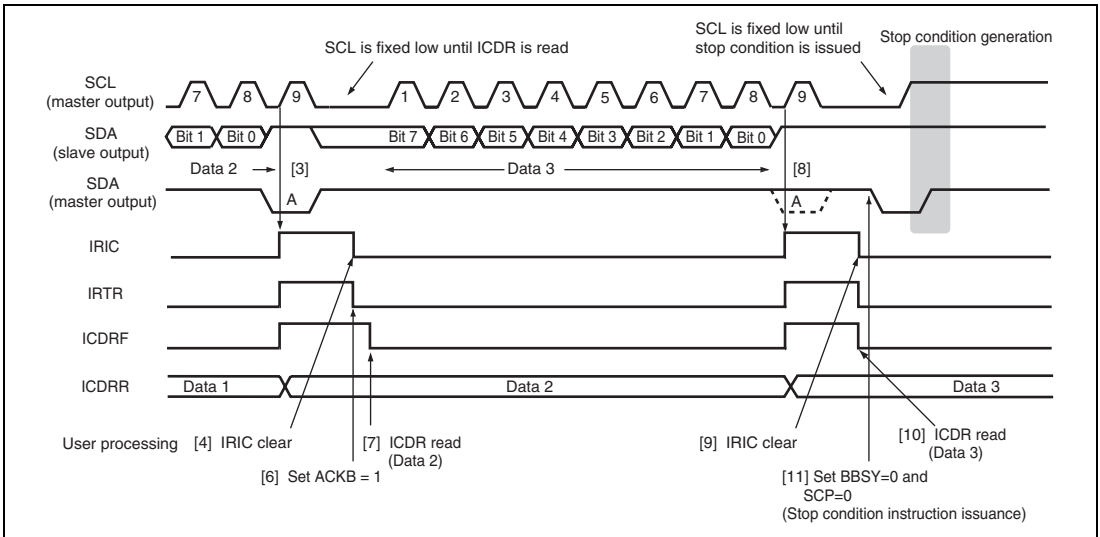 SCL is fixed low until ICDR is read
SCL is fixed low until
stop condition is issued
Stop condition generation
SCL
(master output)
7 8 9 1 2 3 4 5 6 7 8 9
SDA
(slave output)
Bit 1 Bit 0 Bit 7 Bit 6 Bit 5 Bit 4 Bit 3 Bit 2 Bit 1 Bit 0
Data 2 [3] Data 3 [8]
SDA
(master output)
A A
IRIC
IRTR
ICDRF
ICDRR
Data 1 Data 2 Data 3
User processing
[4] IRIC clear
[7] ICDR read
(Data 2)
[6] Set ACKB = 1
[9] IRIC clear
[10] ICDR read
(Data 3)
[11] Set BBSY=0 and
SCP=0
(Stop condition instruction issuance)